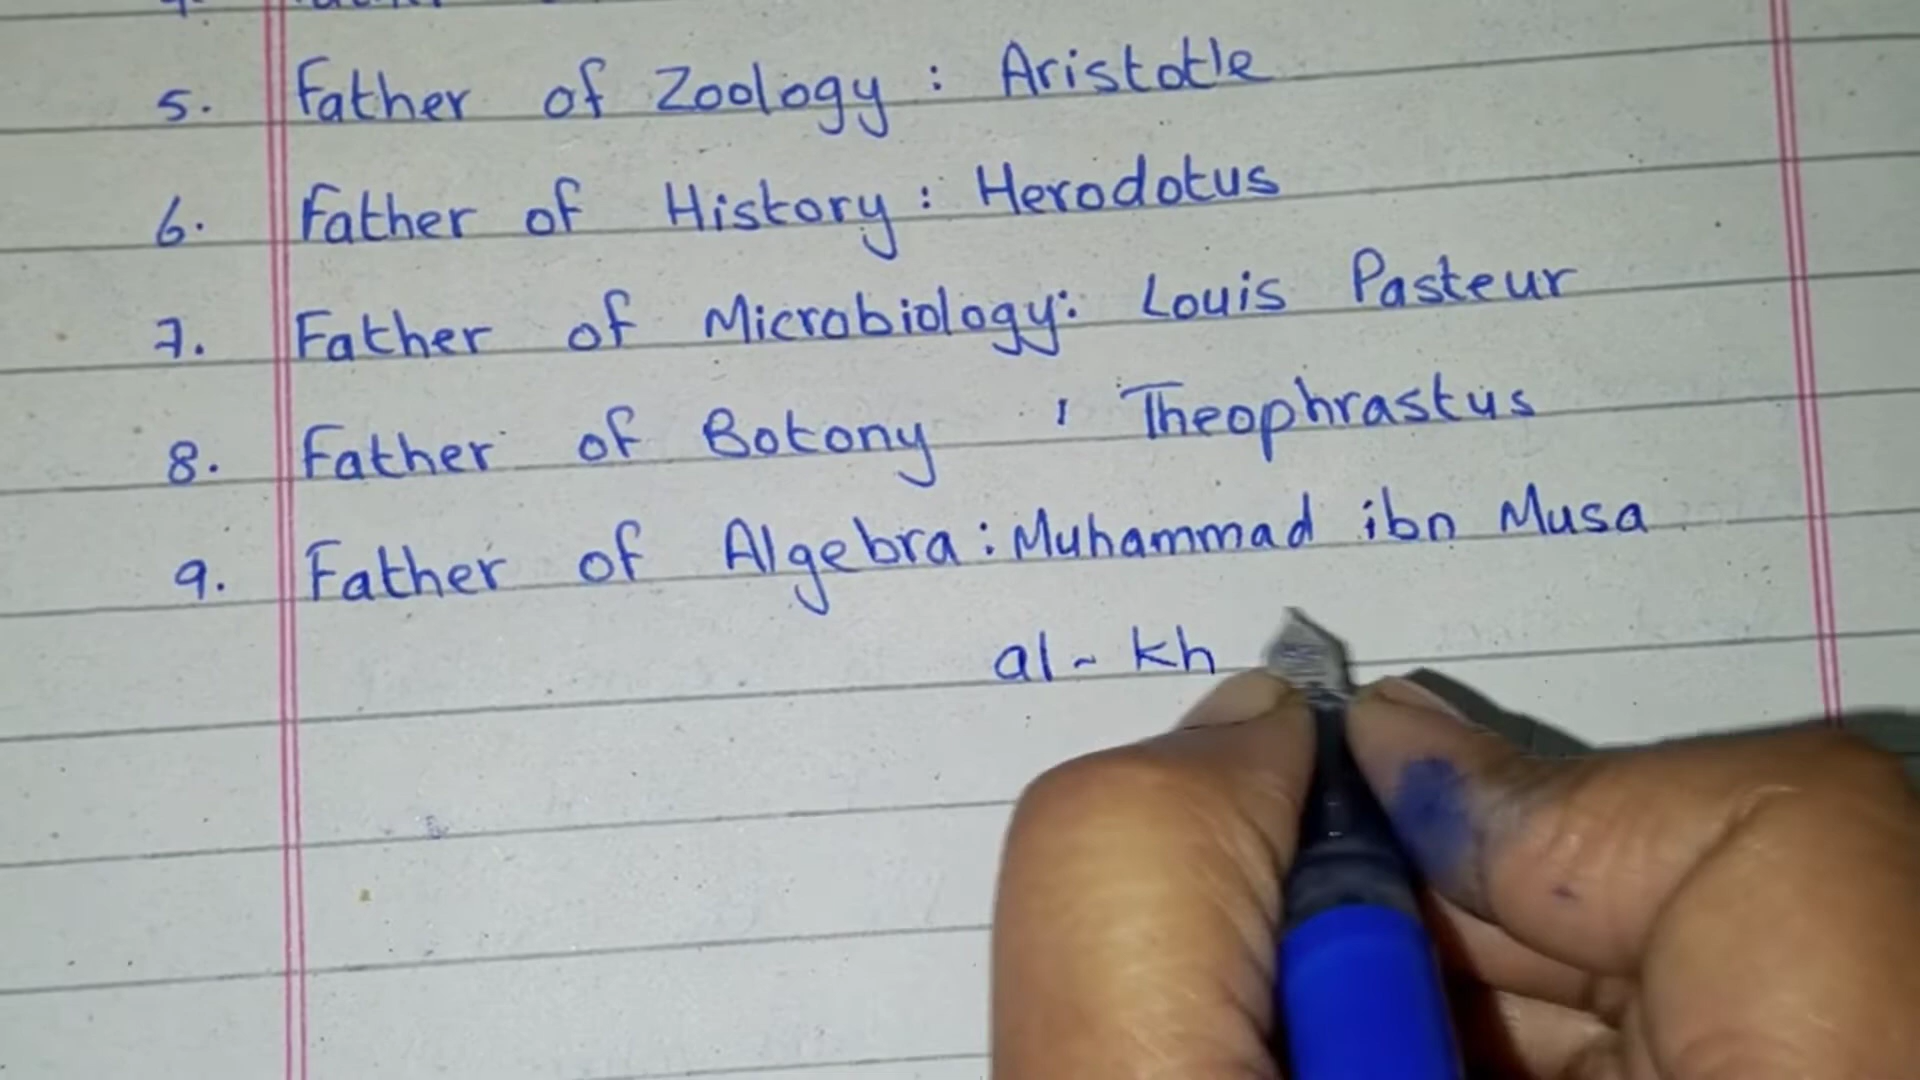 5. Father of Zoology : Aristotle
6. Father of History : Herodotus
7. Father of Microbiology: Louis Pasteur
8. Father of Botony : Theophrastus
9. Father of Algebra : Muhammad ibn Musa
al - kh